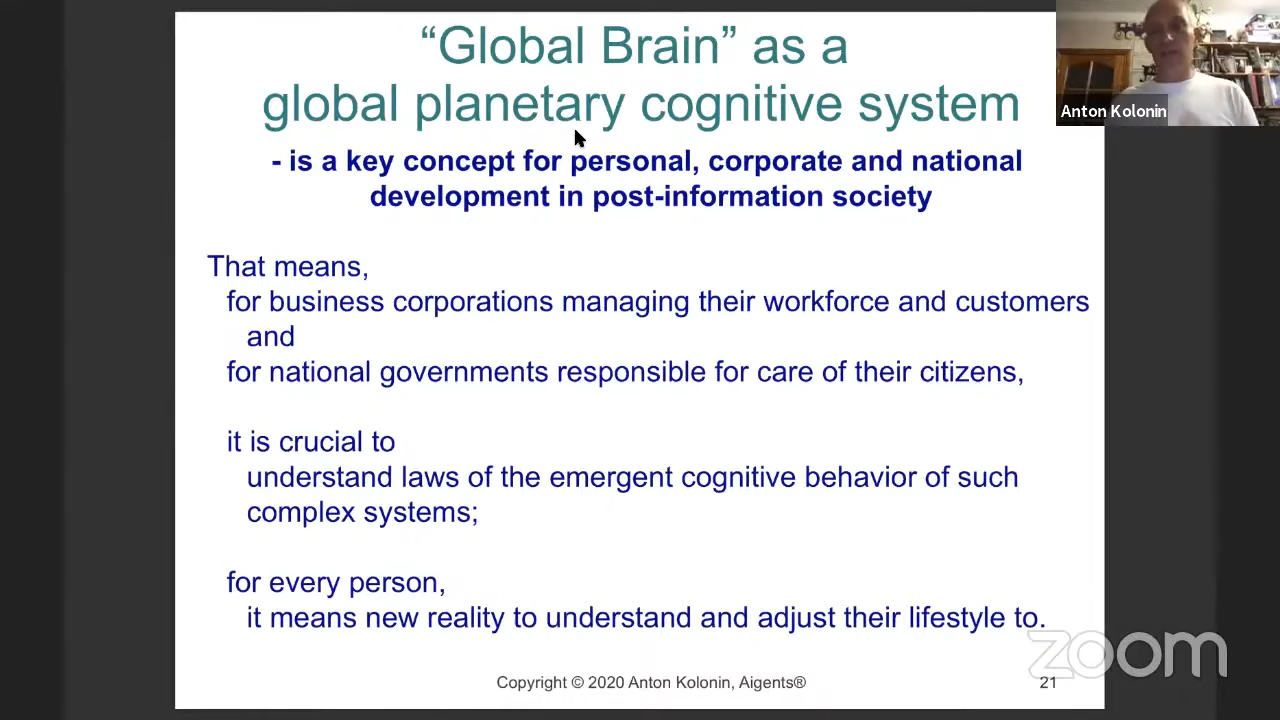 “Global Brain” as a
global planetary cognitive system
- is a key concept for personal, corporate and national
development in post-information society
That means,
for business corporations managing their workforce and customers
and
for national governments responsible for care of their citizens,
it is crucial to
understand laws of the emergent cognitive behavior of such
complex systems;
for every person,
it means new reality to understand and adjust their lifestyle to.
Copyright © 2020 Anton Kolonin, Aigents®
21
Anton Kolonin
zoom